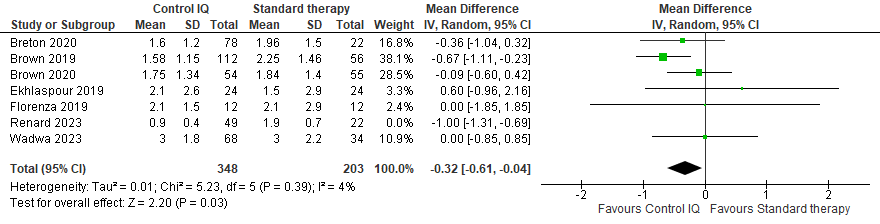 Control IQ Standard therapy Mean Difference Mean Difference
Study or Subgroup Mean SD Total Mean SD Total Weight IV, Random, 95% CI IV, Random, 95% CI
Breton 2020 1.6 1.2 78 1.96 1.5 22 16.8% -0.36 [-1.04, 0.32]
Brown 2019 1.58 1.15 112 2.25 1.46 56 38.1% -0.67 [-1.11, -0.23]
Brown 2020 1.75 1.34 54 1.84 1.4 55 28.5% -0.09 [-0.60, 0.42]
Ekhlaspour 2019 2.1 2.6 24 1.5 2.9 24 3.3% 0.60 [-0.96, 2.16]
Florenza 2019 2.1 1.5 12 2.1 2.9 12 2.4% 0.00 [-1.85, 1.85]
Renard 2023 0.9 0.4 49 1.9 0.7 22 0.0% -1.00 [-1.31, -0.69]
Wadwa 2023 3 1.8 68 3 2.2 34 10.9% 0.00 [-0.85, 0.85]
Total (95% CI) 348 203 100.0% -0.32 [-0.61, -0.04]
Heterogeneity: Tau² = 0.01; Chi² = 5.23, df = 5 (P = 0.39); I² = 4%
Test for overall effect: Z = 2.20 (P = 0.03)
-2 -1 0 1 2
Favours Control IQ Favours Standard therapy